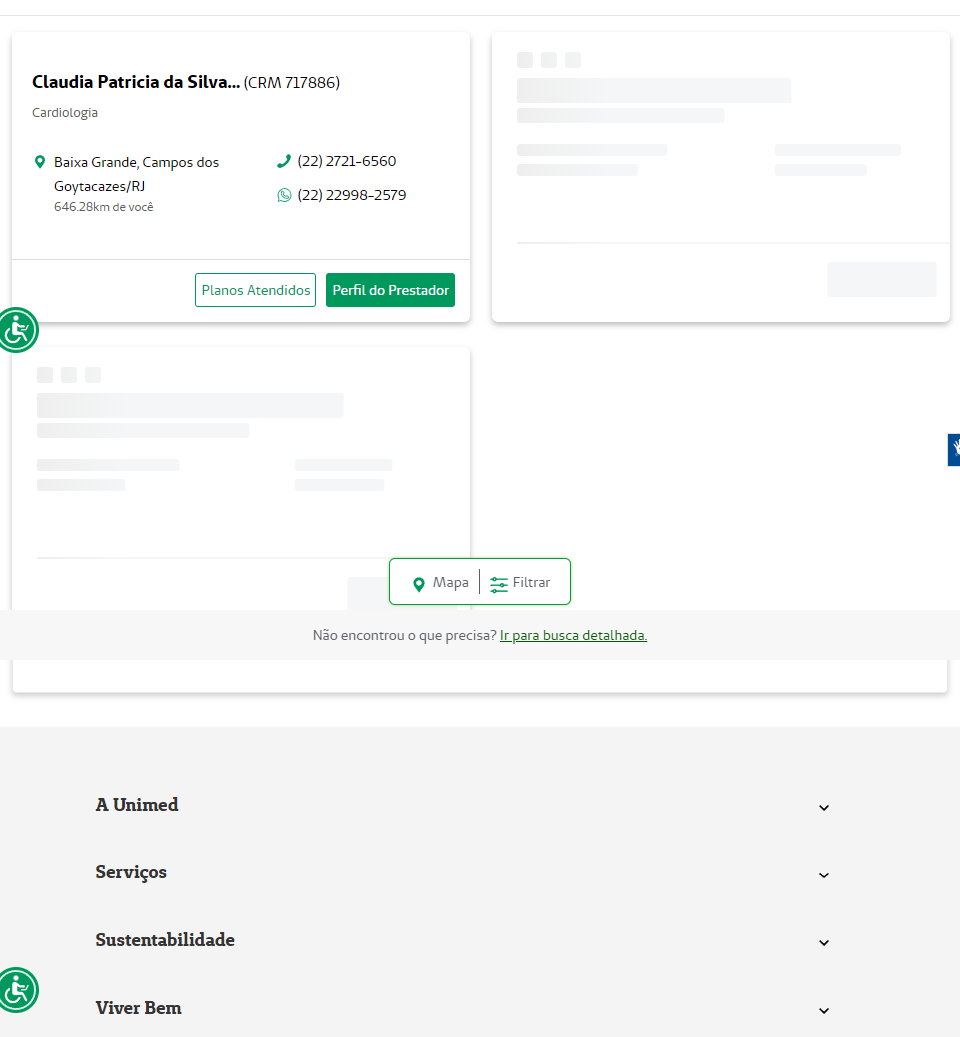 Claudia Patricia da Silva... (CRM 717886)
Cardiologia
Baixa Grande, Campos dos
Goytacazes/RJ
646.28km de você
(22) 2721-6560
(22) 22998-2579
Planos Atendidos
Perfil do Prestador
Mapa
Filtrar
Não encontrou o que precisa? Ir para busca detalhada.
A Unimed
Serviços
Sustentabilidade
Viver Bem